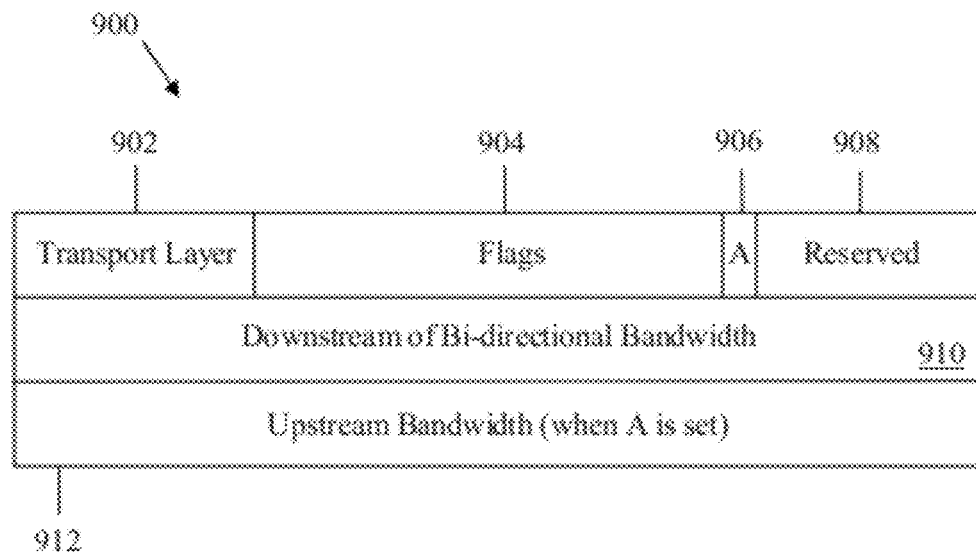 900
902 904 906 908
Transport Layer Flags A Reserved
Downstream of Bi-directional Bandwidth
910
Upstream Bandwidth (when A is set)
912